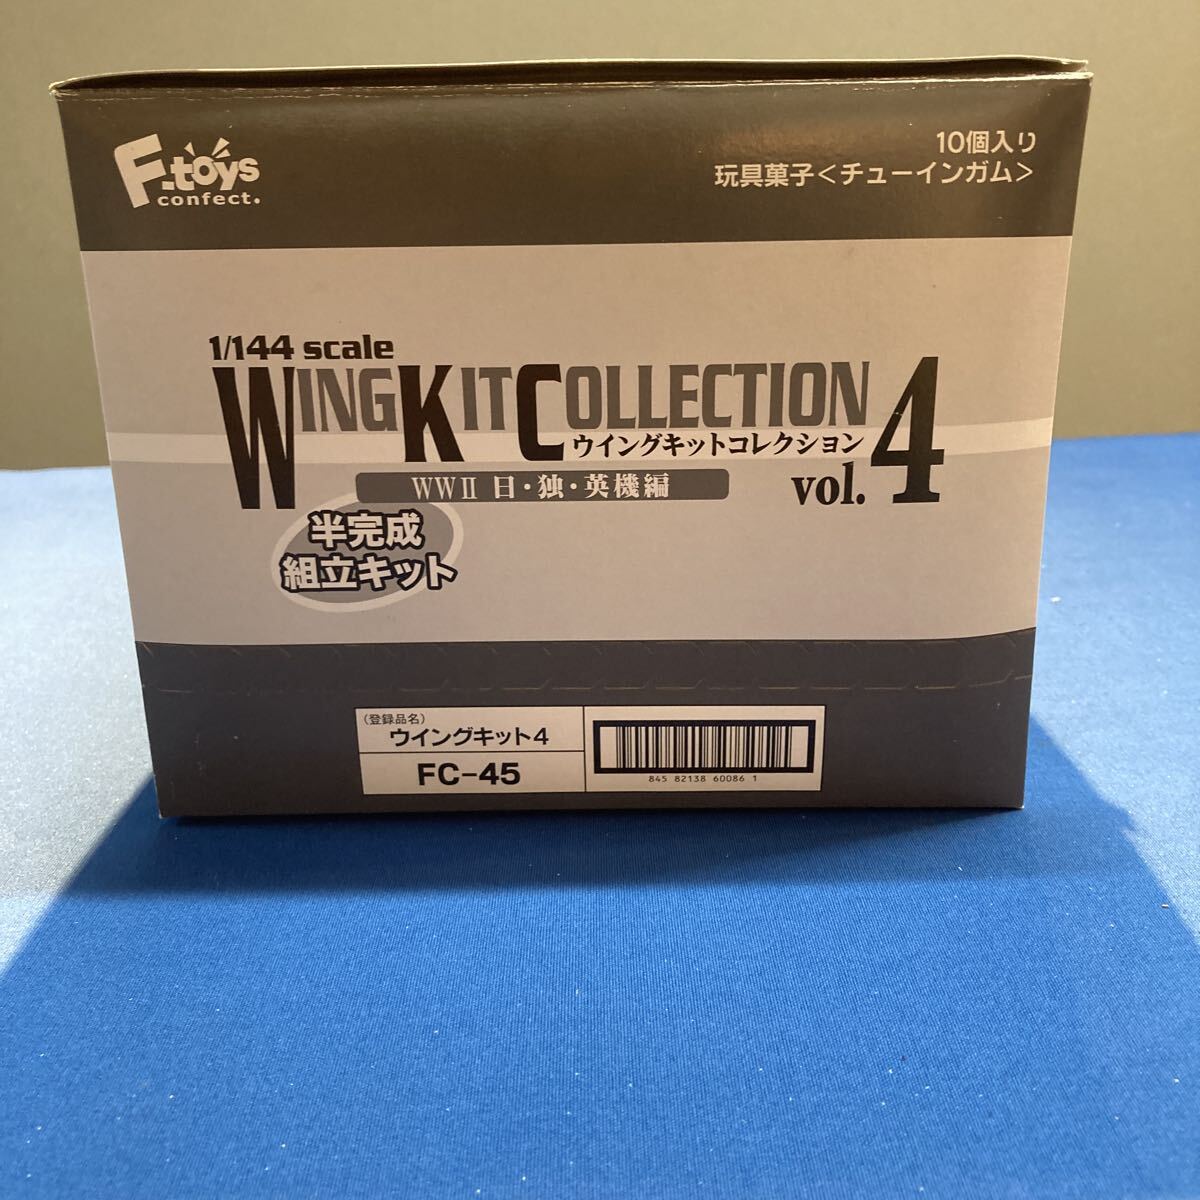 F-toys
confect.
10個入り
玩具菓子<チューインガム>
1/144 scale
WING KIT COLLECTION
ウイングキットコレクション
vol. 4
WWⅡ 日・独・英機編
半完成
組立キット
(登録品名)
ウイングキット4
FC-45
845 82138 60086 1